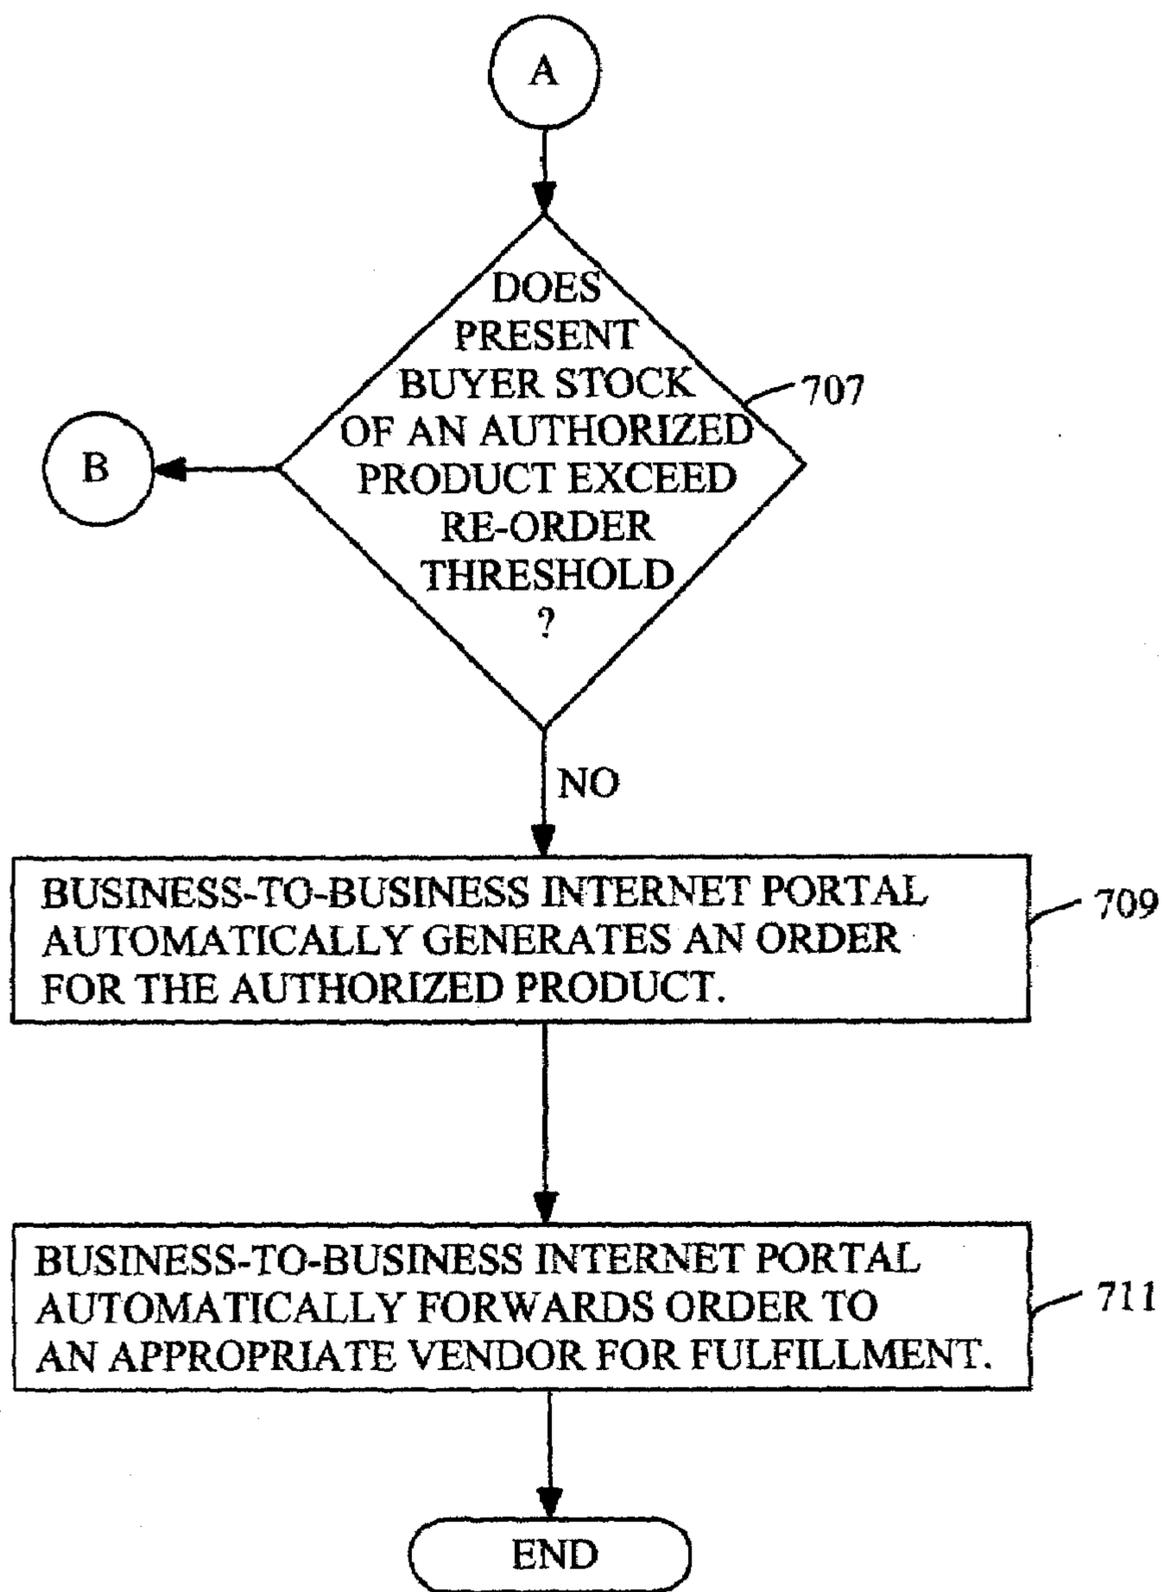 A
DOES
PRESENT
BUYER STOCK
OF AN AUTHORIZED
PRODUCT EXCEED
RE-ORDER
THRESHOLD
?
707
B
NO
BUSINESS-TO-BUSINESS INTERNET PORTAL
AUTOMATICALLY GENERATES AN ORDER
FOR THE AUTHORIZED PRODUCT.
709
BUSINESS-TO-BUSINESS INTERNET PORTAL
AUTOMATICALLY FORWARDS ORDER TO
AN APPROPRIATE VENDOR FOR FULFILLMENT.
711
END